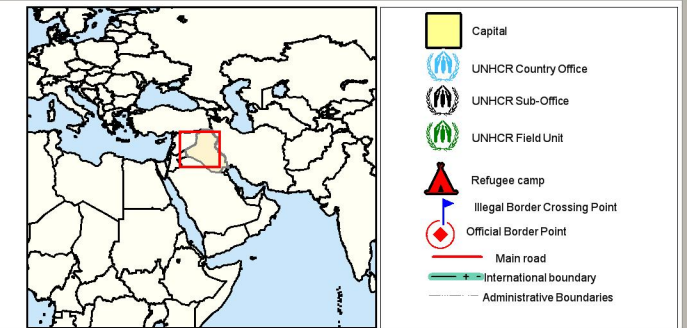 Capital
UNHCR Country Office
UNHCR Sub-Office
UNHCR Field Unit
Refugee camp
Illegal Border Crossing Point
Official Border Point
Main road
International boundary
Administrative Boundaries